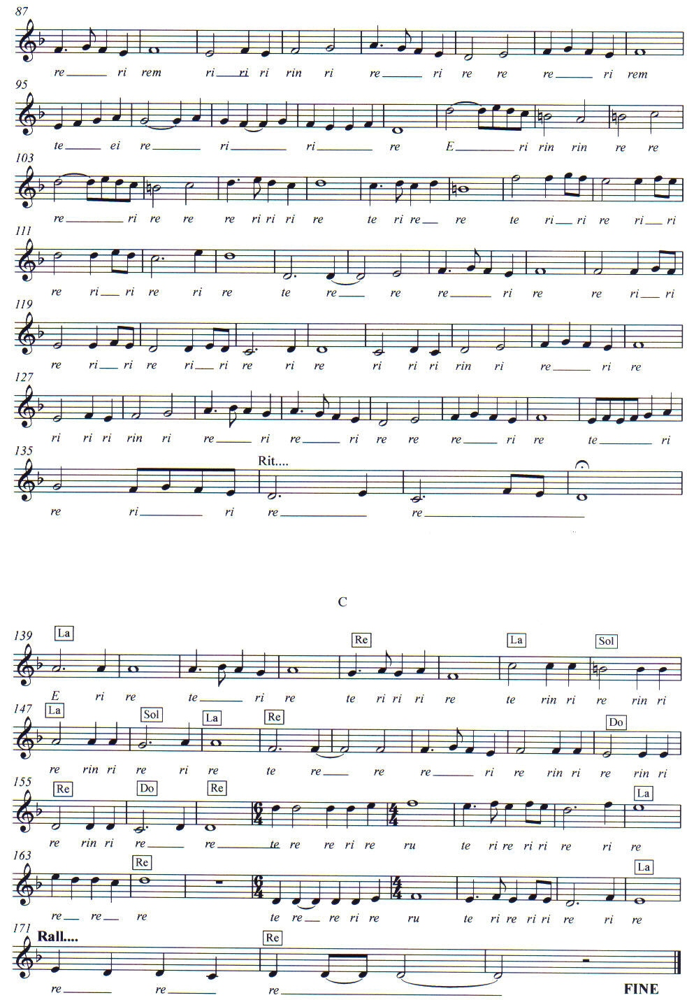 87
re ri rem ri ri ri rin ri re ri re re re ri rem
95
te ei re ri ri re E ri rin rin re re
103
re ri re re re ri ri ri re te ri re re te ri ri re ri ri
111
re ri ri re ri re te re re re ri re re ri ri
119
re ri ri re ri ri re ri re ri ri ri rin ri re ri re
127
ri ri ri rin ri re ri re ri re re re ri re te ri
135
Rit....
re ri ri re re
C
139 La Re La Sol
E ri re te ri re te ri ri ri re te rin ri re rin ri
147 La Sol La Re Do
re rin ri re ri re te re re re ri re rin ri re rin ri
155 Re Do Re La
6 4 4 4
re rin ri re re te re re ri re ru te ri re ri ri re ri re
163 Re La
6 4 4 4
re re re te re re ri re ru te ri re ri ri re ri re
171 Rall.... Re
re re re FINE